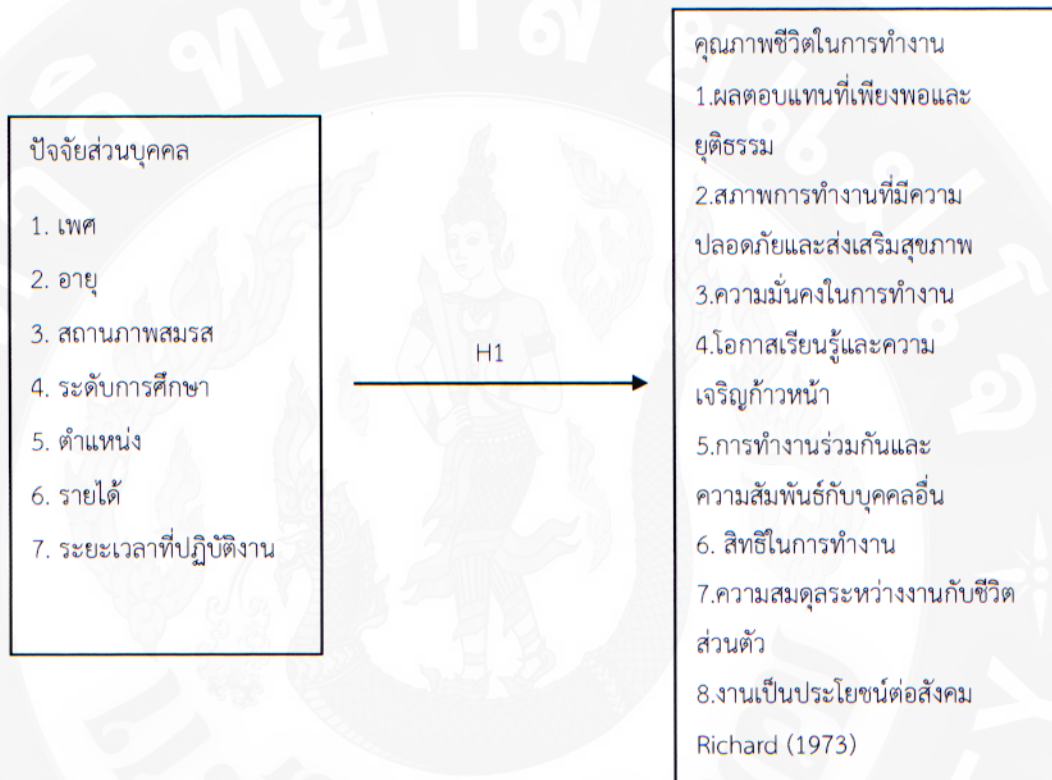 ปัจจัยส่วนบุคคล
1. เพศ
2. อายุ
3. สถานภาพสมรส
4. ระดับการศึกษา
5. ตำแหน่ง
6. รายได้
7. ระยะเวลาที่ปฏิบัติงาน
H1
คุณภาพชีวิตในการทำงาน
1.ผลตอบแทนที่เพียงพอและ
ยุติธรรม
2.สภาพการทำงานที่มีความ
ปลอดภัยและส่งเสริมสุขภาพ
3.ความมั่นคงในการทำงาน
4.โอกาสเรียนรู้และความ
เจริญก้าวหน้า
5.การทำงานร่วมกันและ
ความสัมพันธ์กับบุคคลอื่น
6. สิทธิในการทำงาน
7.ความสมดุลระหว่างงานกับชีวิต
ส่วนตัว
8.งานเป็นประโยชน์ต่อสังคม
Richard (1973)